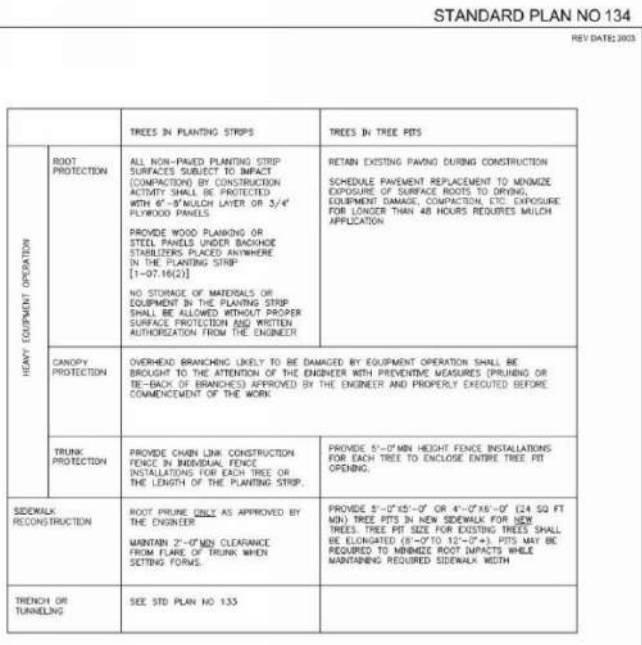 STANDARD PLAN NO 134
REV DATE: 2003
TREES IN PLANTING STRIPS
TREES IN TREE PITS
HEAVY EQUIPMENT OPERATION
ROOT
PROTECTION
ALL NON-PAVED PLANTING STRIP
SURFACES SUBJECT TO IMPACT
(COMPACTION) BY CONSTRUCTION
ACTIVITY SHALL BE PROTECTED
WITH 6"-8"MULCH LAYER OR 3/4"
PLYWOOD PANELS
PROVIDE WOOD PLANKING OR
STEEL PANELS UNDER BACKHOE
STABILIZERS PLACED ANYWHERE
IN THE PLANTING STRIP
[1-07.16(2)]
NO STORAGE OF MATERIALS OR
EQUIPMENT IN THE PLANTING STRIP
SHALL BE ALLOWED WITHOUT PROPER
SURFACE PROTECTION AND WRITTEN
AUTHORIZATION FROM THE ENGINEER
RETAIN EXISTING PAVING DURING CONSTRUCTION
SCHEDULE PAVEMENT REPLACEMENT TO MINIMIZE
EXPOSURE OF SURFACE ROOTS TO DRYING,
EQUIPMENT DAMAGE, COMPACTION, ETC. EXPOSURE
FOR LONGER THAN 48 HOURS REQUIRES MULCH
APPLICATION
CANOPY
PROTECTION
OVERHEAD BRANCHING LIKELY TO BE DAMAGED BY EQUIPMENT OPERATION SHALL BE
BROUGHT TO THE ATTENTION OF THE ENGINEER WITH PREVENTIVE MEASURES (PRUNING OR
TIE-BACK OF BRANCHES) APPROVED BY THE ENGINEER AND PROPERLY EXECUTED BEFORE
COMMENCEMENT OF THE WORK
TRUNK
PROTECTION
PROVIDE CHAIN LINK CONSTRUCTION
FENCE IN INDIVIDUAL FENCE
INSTALLATIONS FOR EACH TREE OR
THE LENGTH OF THE PLANTING STRIP.
PROVIDE 5'-0"MIN HEIGHT FENCE INSTALLATIONS
FOR EACH TREE TO ENCLOSE ENTIRE TREE PIT
OPENING.
SIDEWALK
RECONSTRUCTION
ROOT PRUNE ONLY AS APPROVED BY
THE ENGINEER
MAINTAIN 2'-0"MIN CLEARANCE
FROM FLARE OF TRUNK WHEN
SETTING FORMS.
PROVIDE 5'-0"X5'-0" OR 4'-0"X6'-0" (24 SQ FT
MIN) TREE PITS IN NEW SIDEWALK FOR NEW
TREES. TREE PIT SIZE FOR EXISTING TREES SHALL
BE ELONGATED (8'-0"TO 12'-0"+). PITS MAY BE
REQUIRED TO MINIMIZE ROOT IMPACTS WHILE
MAINTAINING REQUIRED SIDEWALK WIDTH
TRENCH OR
TUNNELING
SEE STD PLAN NO 133